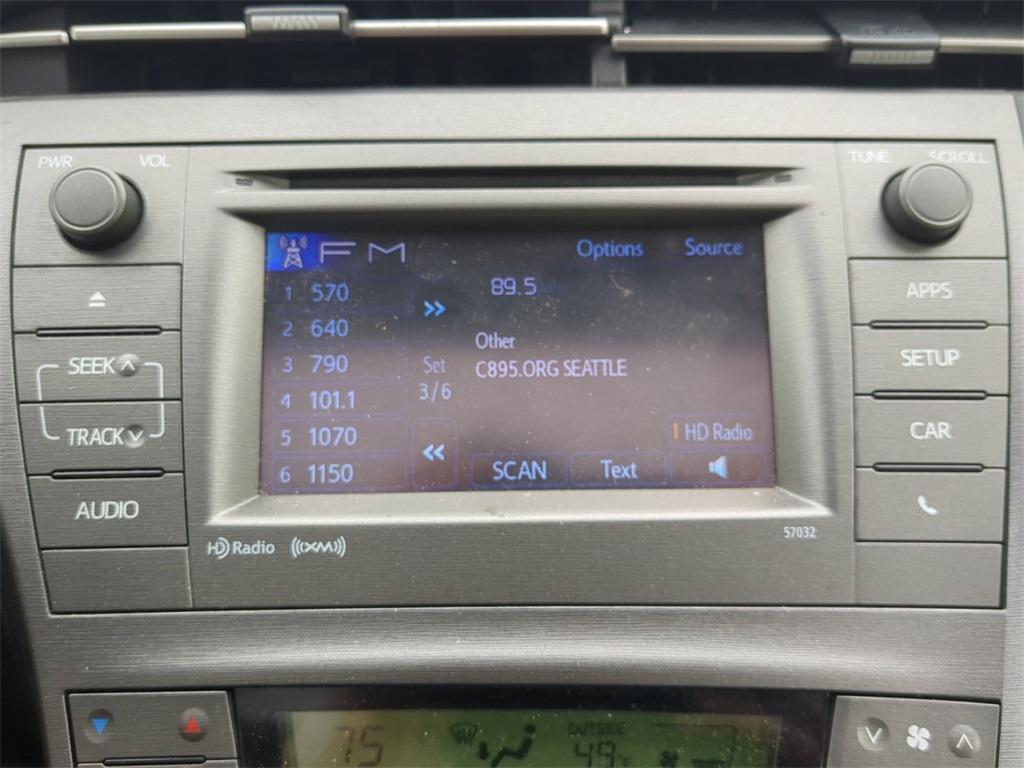 PWR VOL
TUNE SCROLL
FM Options Source
1 570
2 640
3 790
4 101.1
5 1070
6 1150
Set
3/6
89.5
Other
C895.ORG SEATTLE
HD Radio
SCAN Text
SEEK
TRACK
AUDIO
APPS
SETUP
CAR
HD Radio ((XM))
57032
75
OUTSIDE
49°F